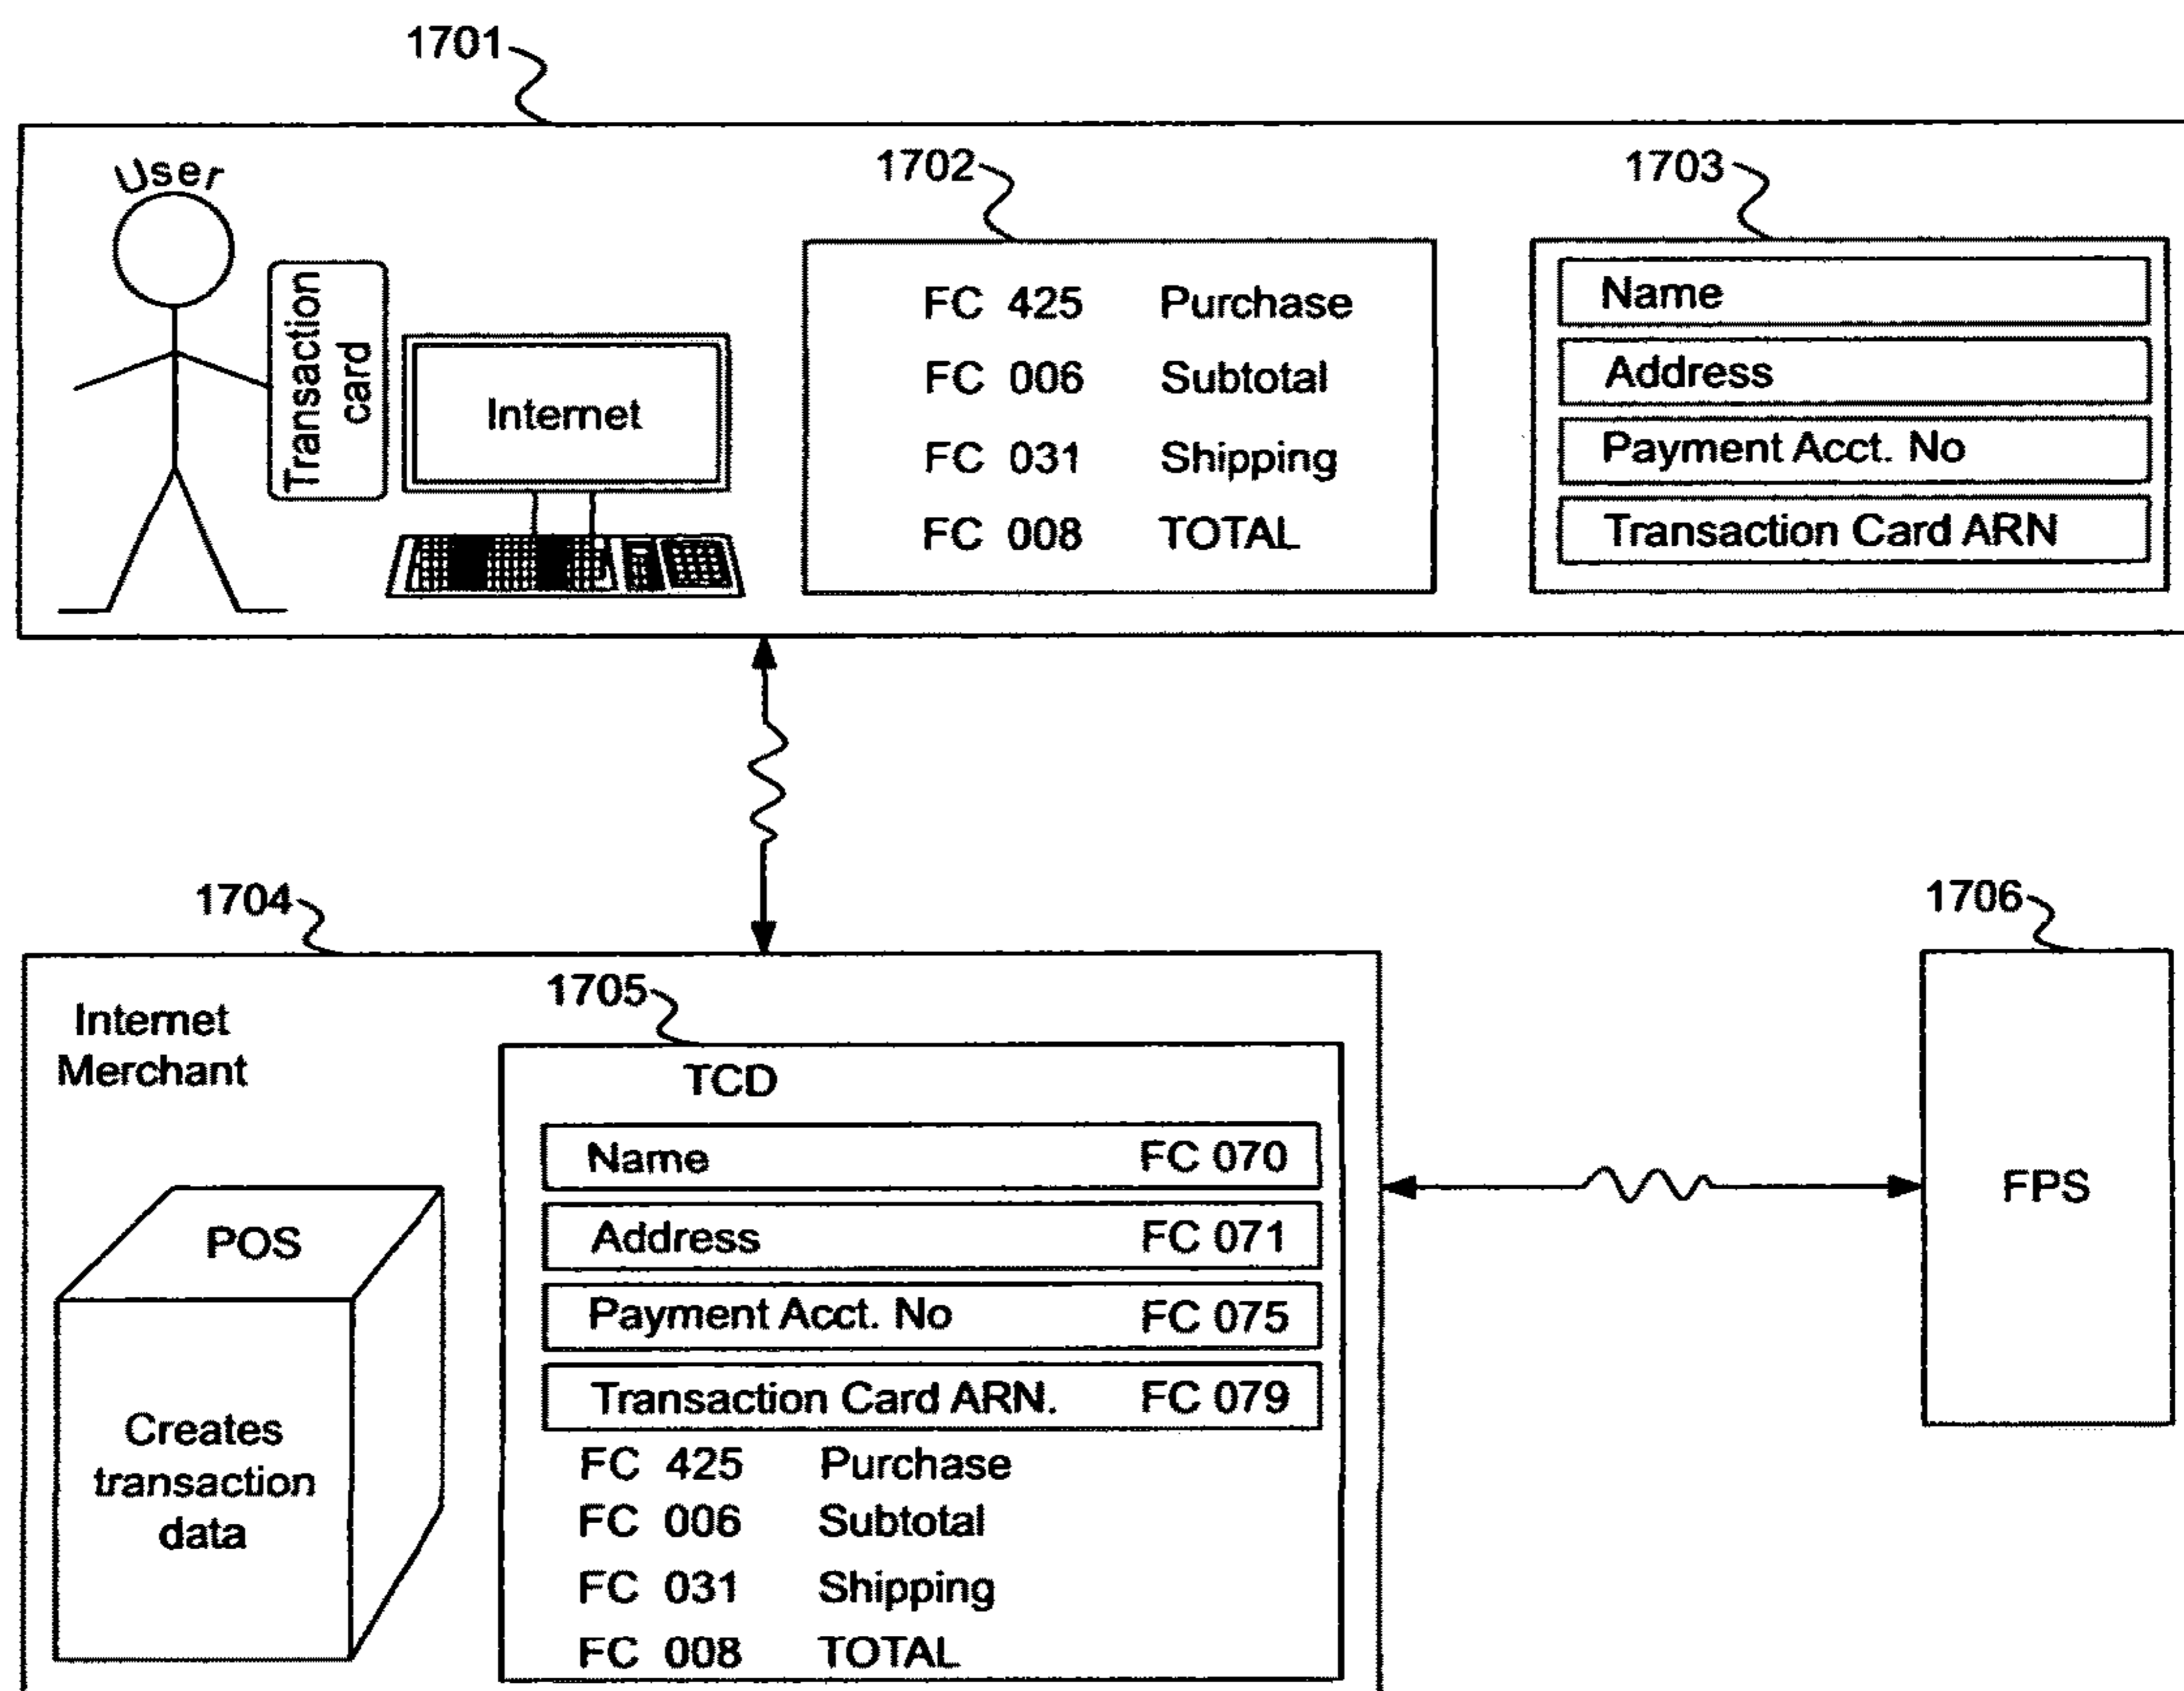 1701
User
Transaction
card
Internet
1702
FC 425 Purchase
FC 006 Subtotal
FC 031 Shipping
FC 008 TOTAL
1703
Name
Address
Payment Acct. No
Transaction Card ARN
1704
Internet
Merchant
POS
Creates
transaction
data
1705
TCD
Name FC 070
Address FC 071
Payment Acct. No FC 075
Transaction Card ARN. FC 079
FC 425 Purchase
FC 006 Subtotal
FC 031 Shipping
FC 008 TOTAL
1706
FPS